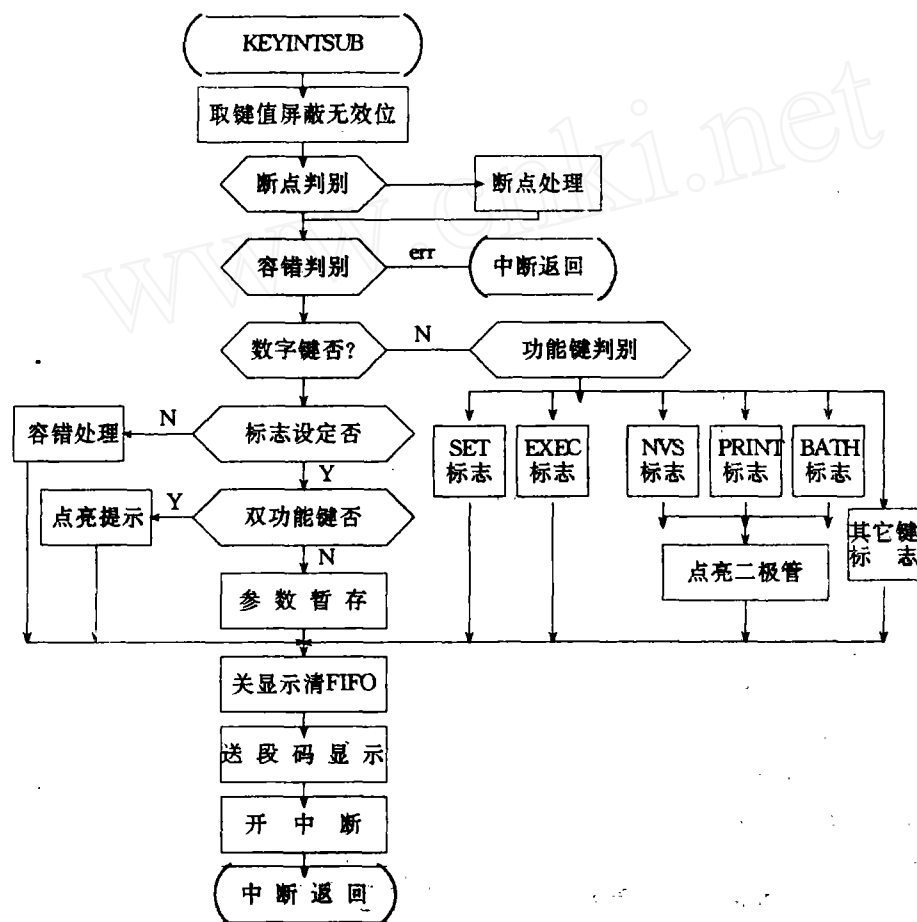 KEYINTSUB
取键值屏蔽无效位
断点判别
断点处理
容错判别
err
中断返回
数字键否?
N
功能键判别
容错处理
N
标志设定否
SET
标志
EXEC
标志
NVS
标志
PRINT
标志
BATH
标志
Y
点亮提示
Y
双功能键否
其它键
标 志
N
点亮二极管
参 数 暂 存
关显示清FIFO
送 段 码 显 示
开 中 断
中 断 返 回
www.cnki.net